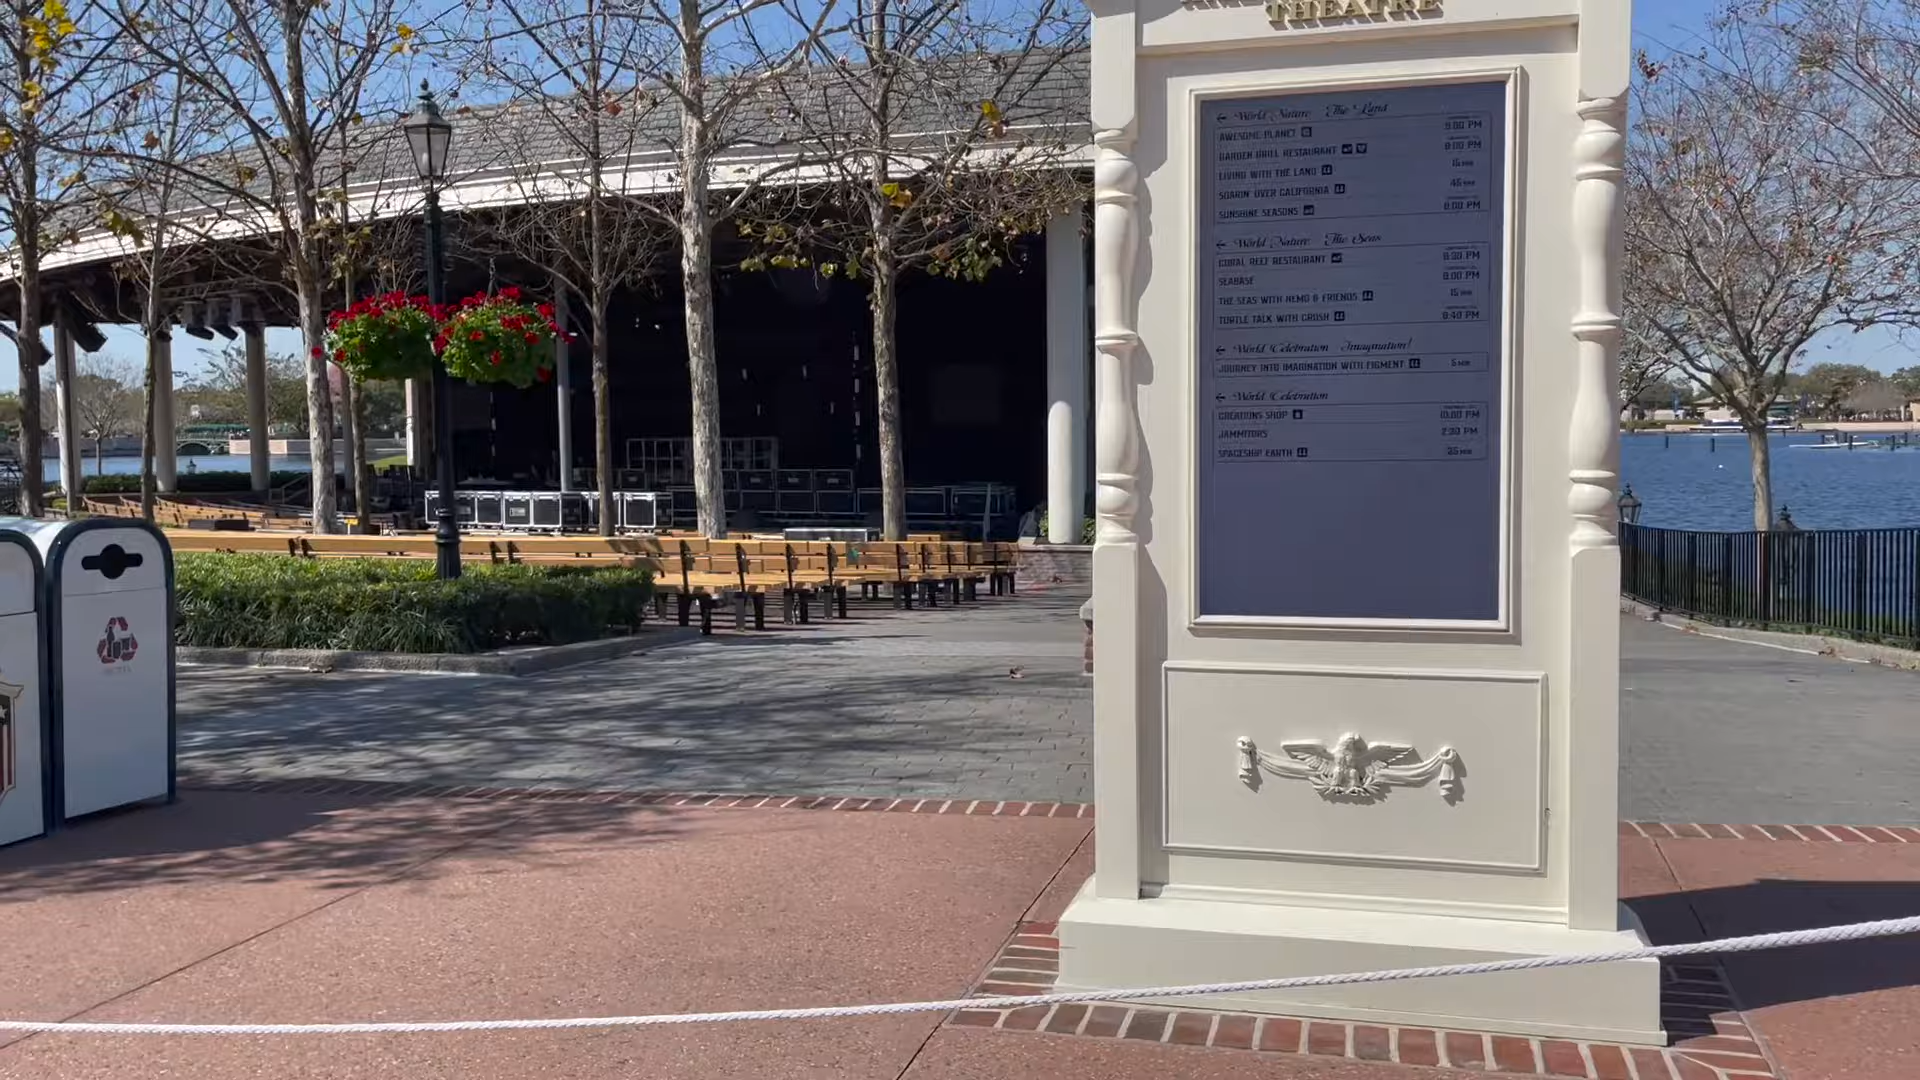 THEATRE
← World Nature The Land
AWESOME PLANET 9:00 PM
GARDEN GRILL RESTAURANT 8:00 PM
LIVING WITH THE LAND 15 MIN
SOARIN' OVER CALIFORNIA 45 MIN
SUNSHINE SEASONS 8:00 PM
← World Nature The Seas
CORAL REEF RESTAURANT 8:30 PM
SEABASE 9:00 PM
THE SEAS WITH NEMO & FRIENDS 15 MIN
TURTLE TALK WITH CRUSH 8:40 PM
← World Celebration Imagination!
JOURNEY INTO IMAGINATION WITH FIGMENT 5 MIN
← World Celebration
CREATIONS SHOP 10:00 PM
JAMMITORS 2:30 PM
SPACESHIP EARTH 25 MIN